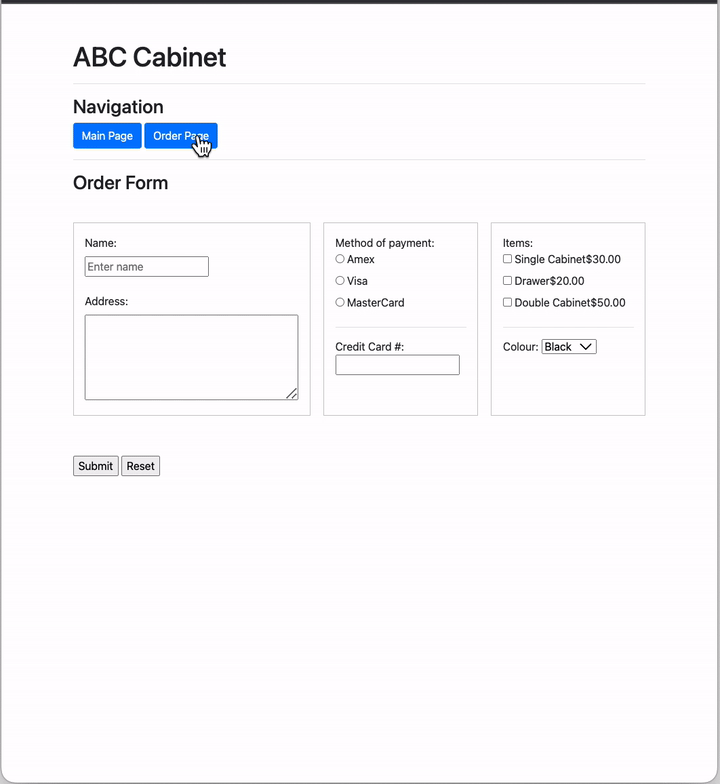 ABC Cabinet
Navigation
Main Page Order Page
Order Form
Name:
Enter name
Address:
Method of payment:
Amex
Visa
MasterCard
Credit Card #:
Items:
Single Cabinet$30.00
Drawer$20.00
Double Cabinet$50.00
Colour: Black
Submit Reset